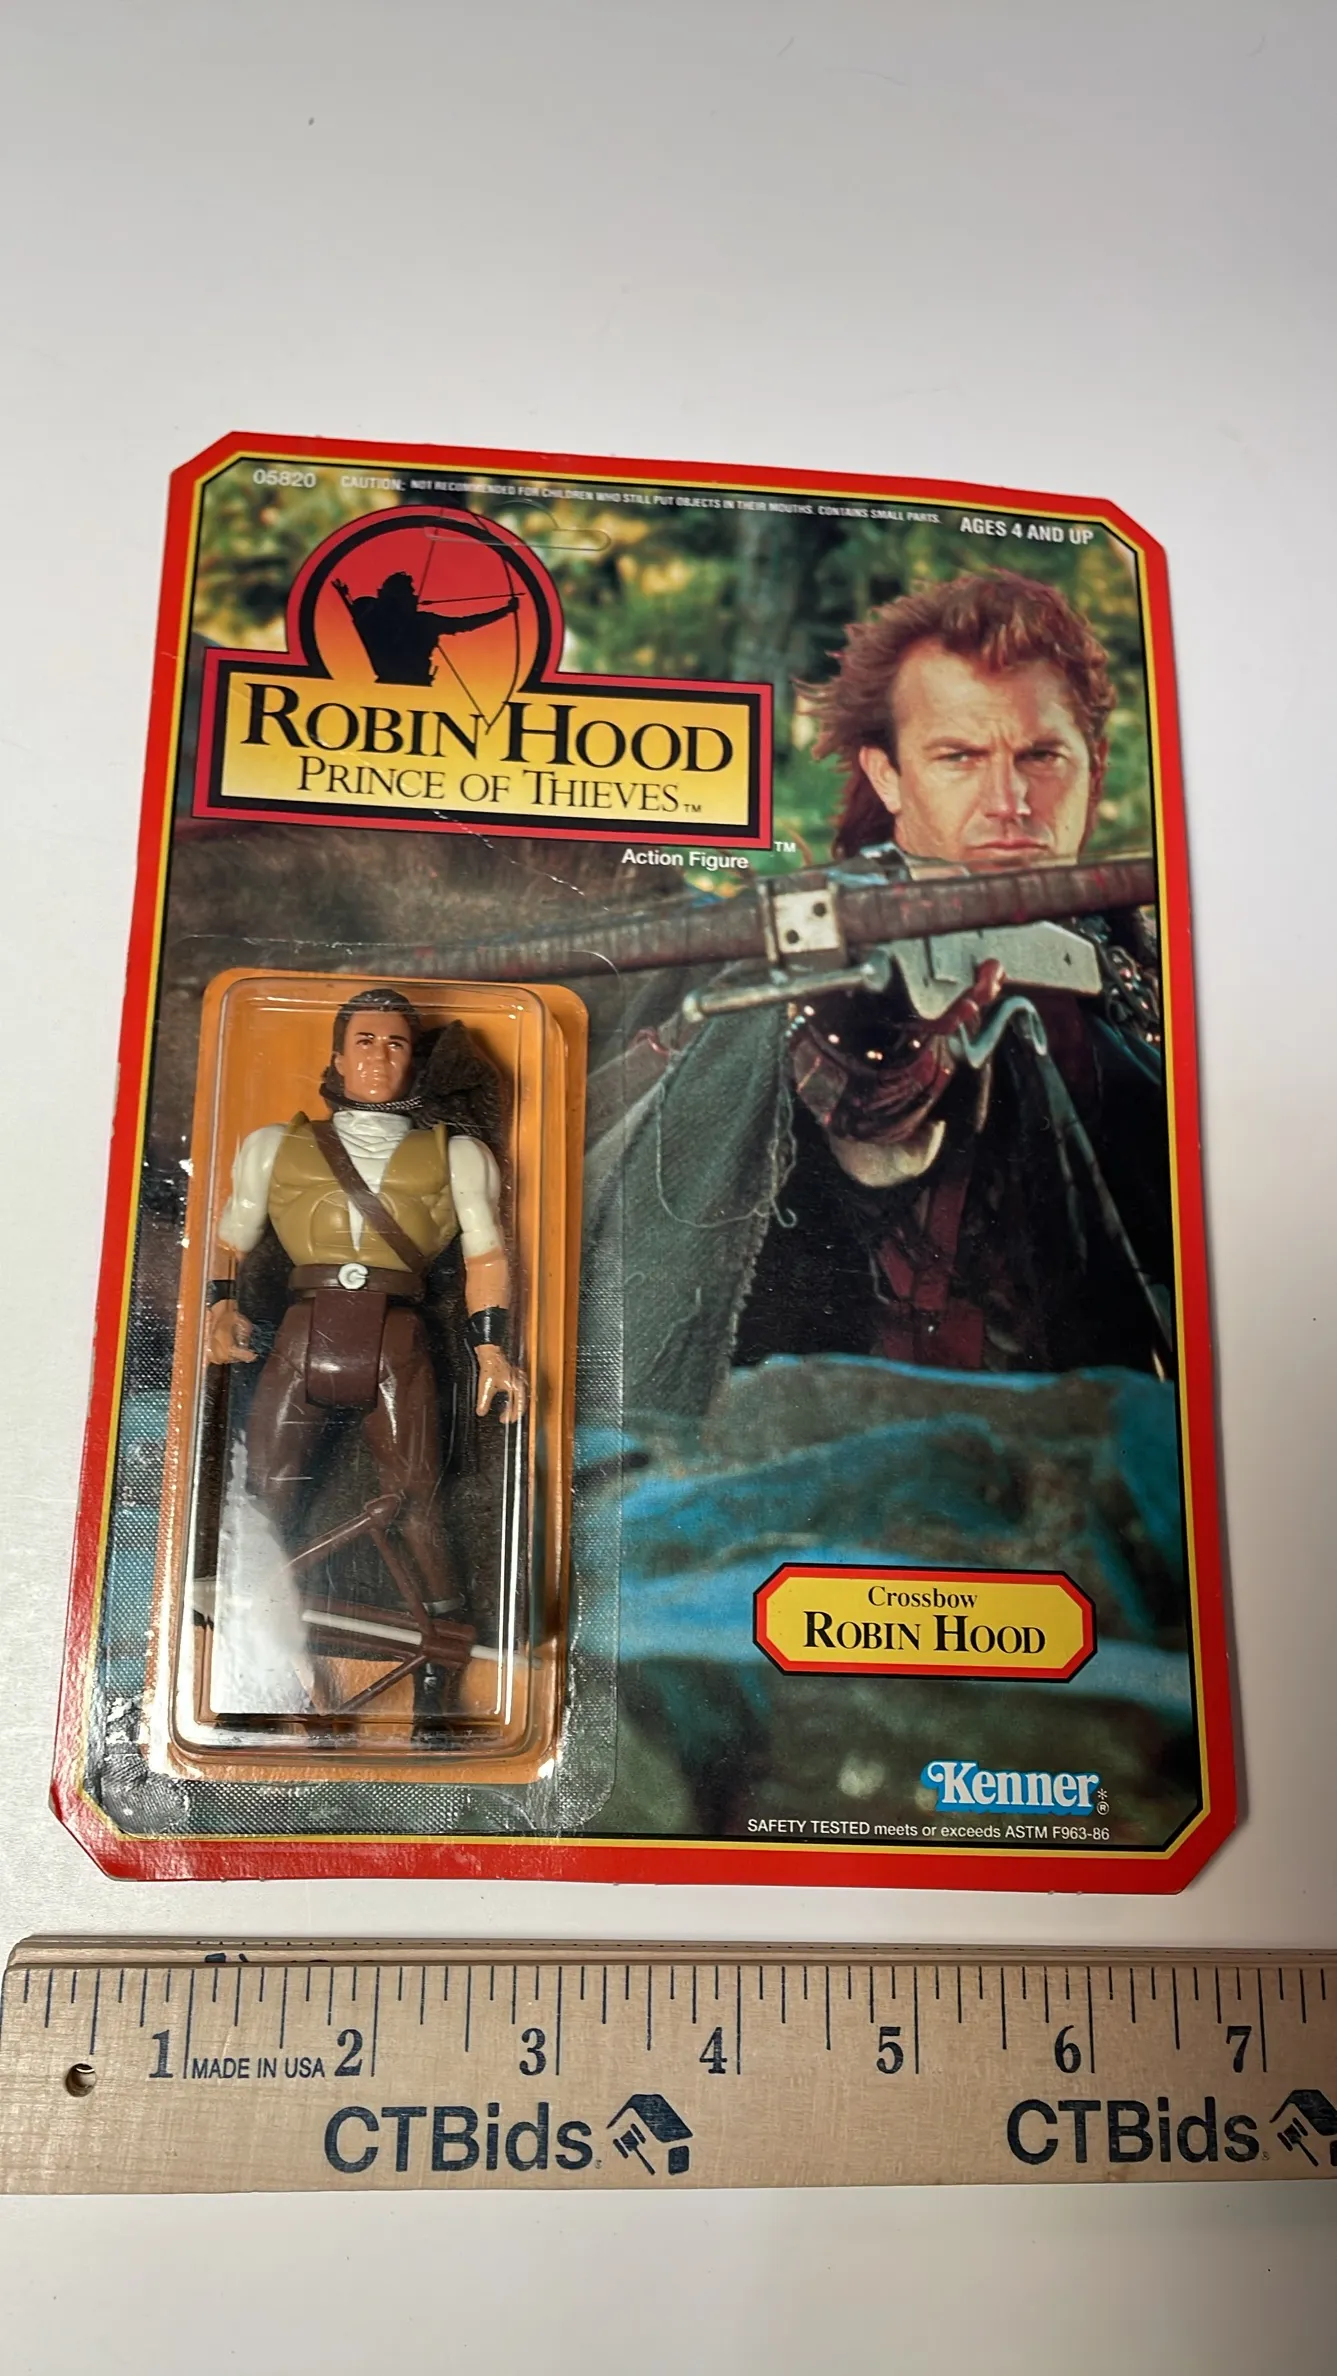 05820 CAUTION: NOT RECOMMENDED FOR CHILDREN WHO STILL PUT OBJECTS IN THEIR MOUTHS. CONTAINS SMALL PARTS.
AGES 4 AND UP
ROBIN HOOD
PRINCE OF THIEVES™
™
Action Figure
Crossbow
ROBIN HOOD
Kenner®
SAFETY TESTED meets or exceeds ASTM F963-86
1 2 3 4 5 6 7
MADE IN USA
CTBids CTBids